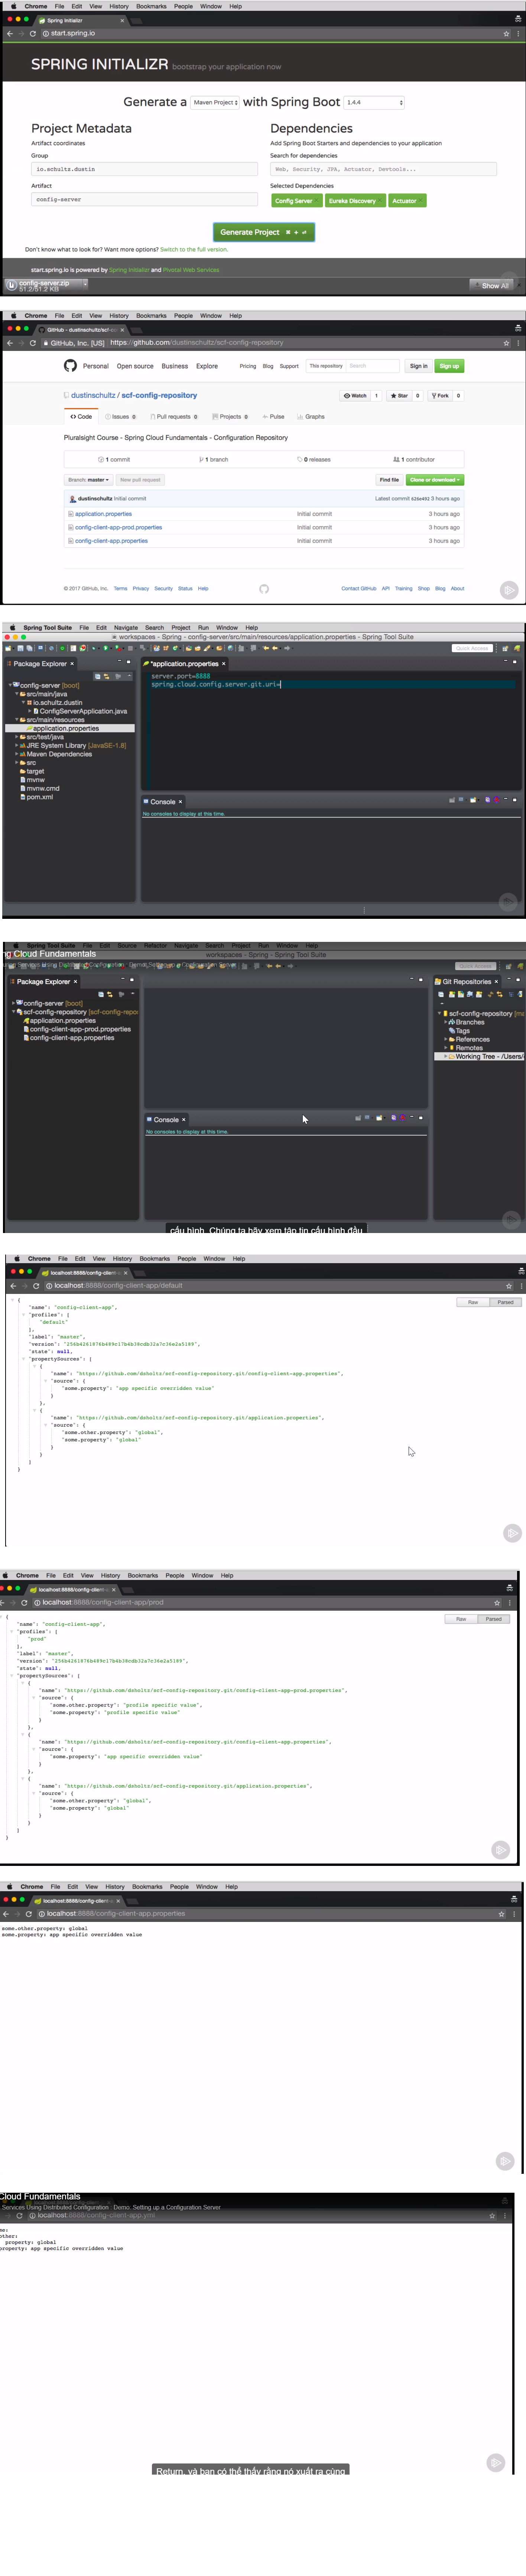 Chrome File Edit View History Bookmarks People Window Help
Spring Initializr
start.spring.io
SPRING INITIALIZR bootstrap your application now
Generate a Maven Project with Spring Boot 1.4.4
Project Metadata
Artifact coordinates
Group
io.schultz.dustin
Artifact
config-server
Dependencies
Add Spring Boot Starters and dependencies to your application
Search for dependencies
Web, Security, JPA, Actuator, Devtools...
Selected Dependencies
Config Server Eureka Discovery Actuator
Generate Project
Don't know what to look for? Want more options? Switch to the full version.
start.spring.io is powered by Spring Initializr and Pivotal Web Services
config-server.zip
51.2/51.2 KB
Show All
Chrome File Edit View History Bookmarks People Window Help
GitHub - dustinschultz/scf-c
GitHub, Inc. [US] https://github.com/dustinschultz/scf-config-repository
Personal Open source Business Explore Pricing Blog Support This repository Search Sign in Sign up
dustinschultz / scf-config-repository
Watch 1 Star 0 Fork 0
Code Issues 0 Pull requests 0 Projects 0 Pulse Graphs
Pluralsight Course - Spring Cloud Fundamentals - Configuration Repository
1 commit 1 branch 0 releases 1 contributor
Branch: master New pull request Find file Clone or download
dustinschultz Initial commit Latest commit 3 hours ago
application.properties Initial commit 3 hours ago
config-client-app-prod.properties Initial commit 3 hours ago
config-client-app.properties Initial commit 3 hours ago
© 2017 GitHub, Inc. Terms Privacy Security Status Help Contact GitHub API Training Shop Blog About
Spring Tool Suite File Edit Navigate Search Project Run Window Help
workspaces - Spring - config-server/src/main/resources/application.properties - Spring Tool Suite
Quick Access
Package Explorer
config-server [boot]
src/main/java
io.schultz.dustin
ConfigServerApplication.java
src/main/resources
application.properties
src/test/java
JRE System Library [JavaSE-1.8]
Maven Dependencies
src
target
mvnw
mvnw.cmd
pom.xml
*application.properties
server.port=8888
spring.cloud.config.server.git.uri=
Console
No consoles to display at this time.
Spring Tool Suite File Edit Source Refactor Navigate Search Project Run Window Help
ng Cloud Fundamentals
workspaces - Spring - Spring Tool Suite
Quick Access
Package Explorer
config-server [boot]
scf-config-repository [scf-config-repo
application.properties
config-client-app-prod.properties
config-client-app.properties
Console
No consoles to display at this time.
Git Repositories
scf-config-repository
Branches
Tags
References
Remotes
Working Tree - /Users/
cấu hình. Chúng ta hãy xem tập tin cấu hình đầu
Chrome File Edit View History Bookmarks People Window Help
localhost:8888/config-client-
localhost:8888/config-client-app/default
Raw Parsed
{
"name": "config-client-app",
"profiles": [
"default"
],
"label": "master",
"version": "256b4261876b489c17b6b38cdb32a7c36e2a5189",
"state": null,
"propertySources": [
{
"name": "https://github.com/dsholtz/scf-config-repository.git/config-client-app.properties",
"source": {
"some.property": "app specific overridden value"
}
},
{
"name": "https://github.com/dsholtz/scf-config-repository.git/application.properties",
"source": {
"some.other.property": "global",
"some.property": "global"
}
}
]
}
Chrome File Edit View History Bookmarks People Window Help
localhost:8888/config-client-
localhost:8888/config-client-app/prod
Raw Parsed
{
"name": "config-client-app",
"profiles": [
"prod"
],
"label": "master",
"version": "256b4261876b489c17b6b38cdb32a7c36e2a5189",
"state": null,
"propertySources": [
{
"name": "https://github.com/dsholtz/scf-config-repository.git/config-client-app-prod.properties",
"source": {
"some.other.property": "profile specific value",
"some.property": "profile specific value"
}
},
{
"name": "https://github.com/dsholtz/scf-config-repository.git/config-client-app.properties",
"source": {
"some.property": "app specific overridden value"
}
},
{
"name": "https://github.com/dsholtz/scf-config-repository.git/application.properties",
"source": {
"some.other.property": "global",
"some.property": "global"
}
}
]
}
Chrome File Edit View History Bookmarks People Window Help
localhost:8888/config-client-
localhost:8888/config-client-app.properties
some.other.property: global
some.property: app specific overridden value
Cloud Fundamentals
Services Using Distributed Configuration : Demo: Setting up a Configuration Server
localhost:8888/config-client-app.yml
me:
other:
property: global
property: app specific overridden value
Return, và bạn có thể thấy rằng nó xuất ra cùng